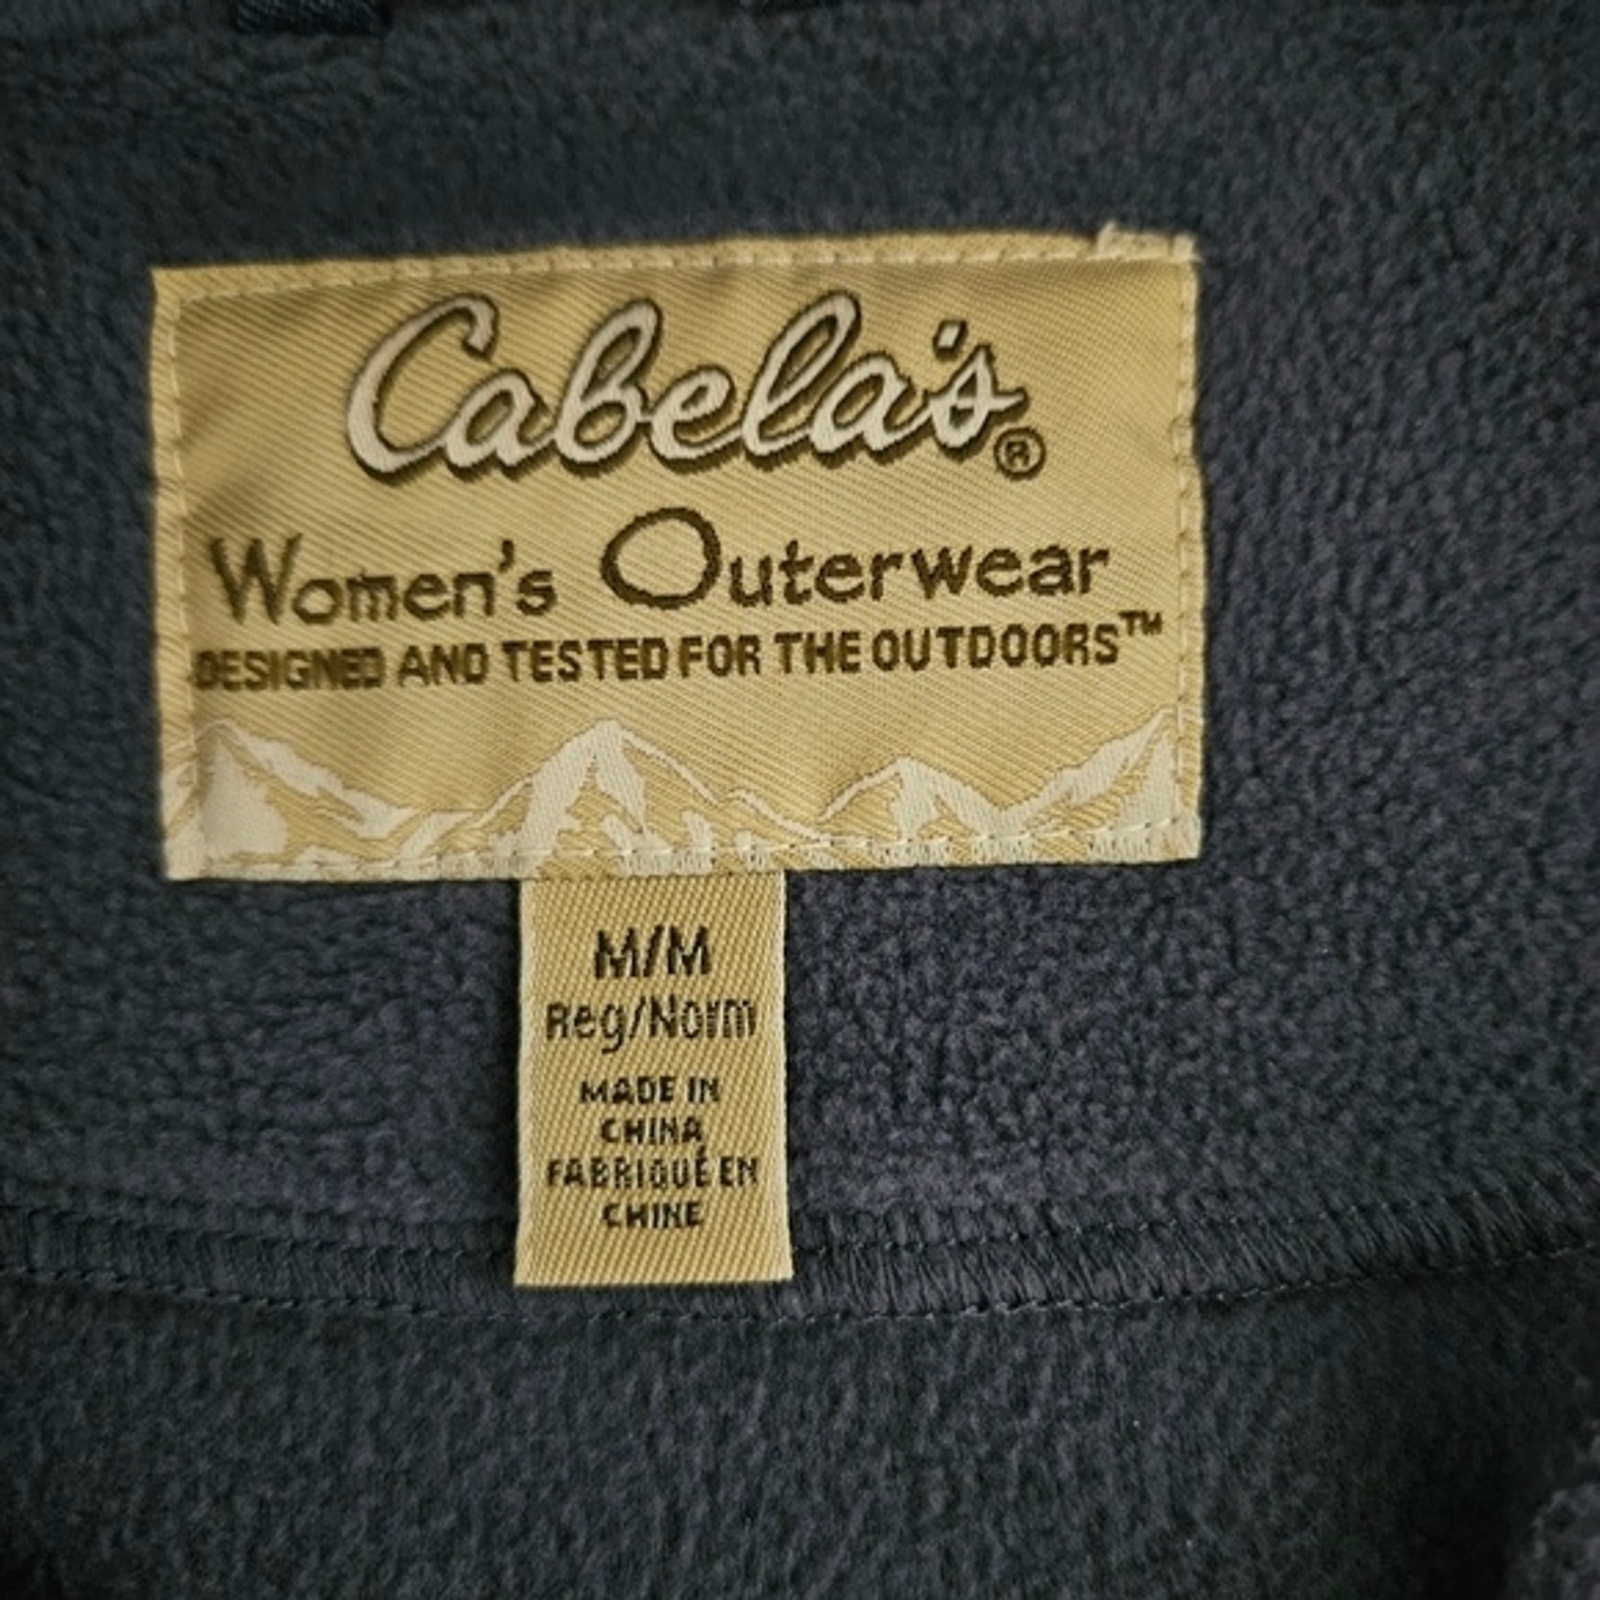 Cabela's®
Women's Outerwear
DESIGNED AND TESTED FOR THE OUTDOORS™
M/M
Reg/Norm
MADE IN
CHINA
FABRIQUÉ EN
CHINE